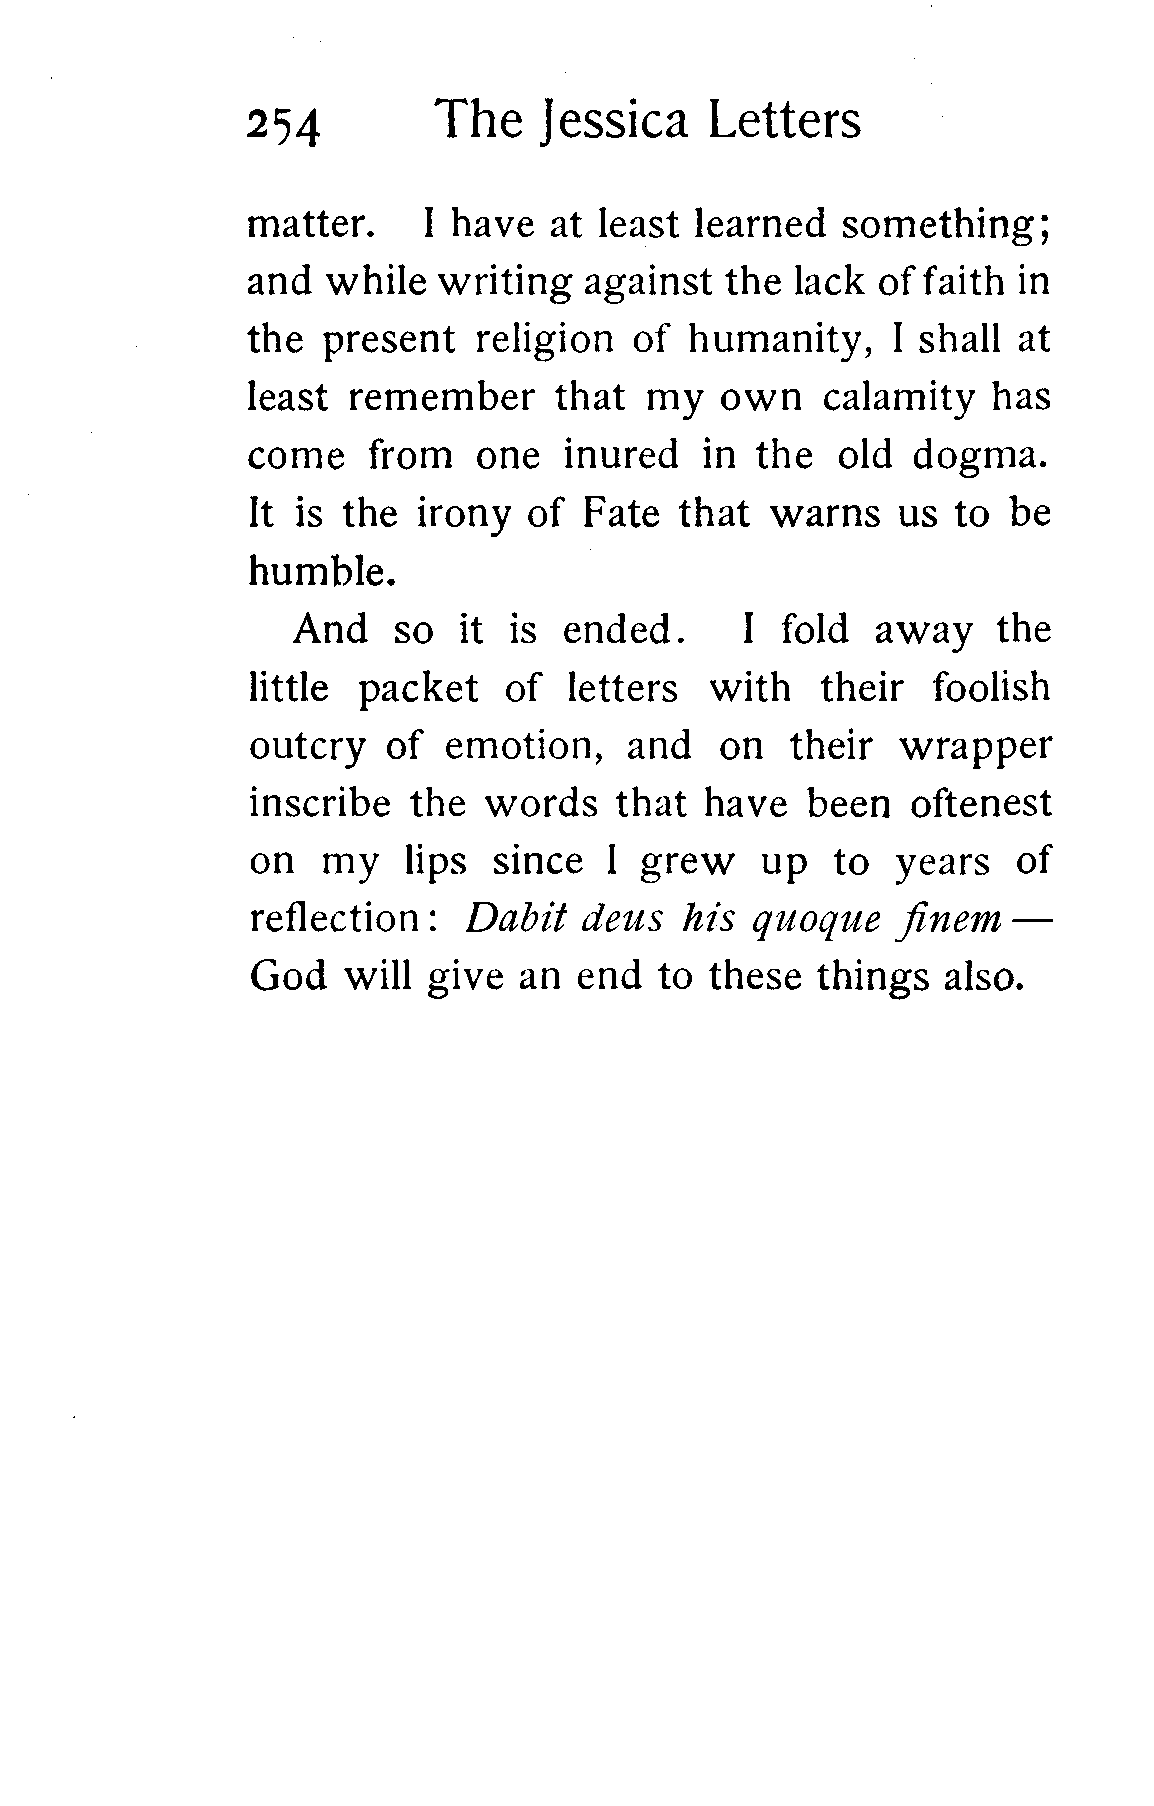 254 The Jessica Letters
matter. I have at least learned something;
and while writing against the lack of faith in
the present religion of humanity, I shall at
least remember that my own calamity has
come from one inured in the old dogma.
It is the irony of Fate that warns us to be
humble.
And so it is ended. I fold away the
little packet of letters with their foolish
outcry of emotion, and on their wrapper
inscribe the words that have been oftenest
on my lips since I grew up to years of
reflection: Dabit deus his quoque finem—
God will give an end to these things also.